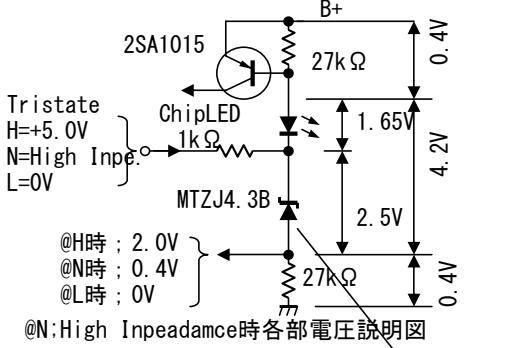 B+
2SA1015
27kΩ
0.4V
Tristate
H=+5.0V
N=High Inpe.
L=0V
ChipLED
1kΩ
1.65V
4.2V
MTZJ4.3B
2.5V
@H時；2.0V
@N時；0.4V
@L時；0V
27kΩ
0.4V
@N;High Inpeadamce時各部電圧説明図